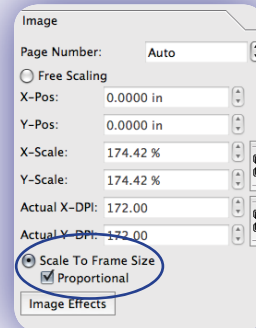 Image
Page Number: Auto
Free Scaling
X-Pos: 0.0000 in
Y-Pos: 0.0000 in
X-Scale: 174.42 %
Y-Scale: 174.42 %
Actual X-DPI: 172.00
Actual Y-DPI: 172.00
Scale To Frame Size
Proportional
Image Effects